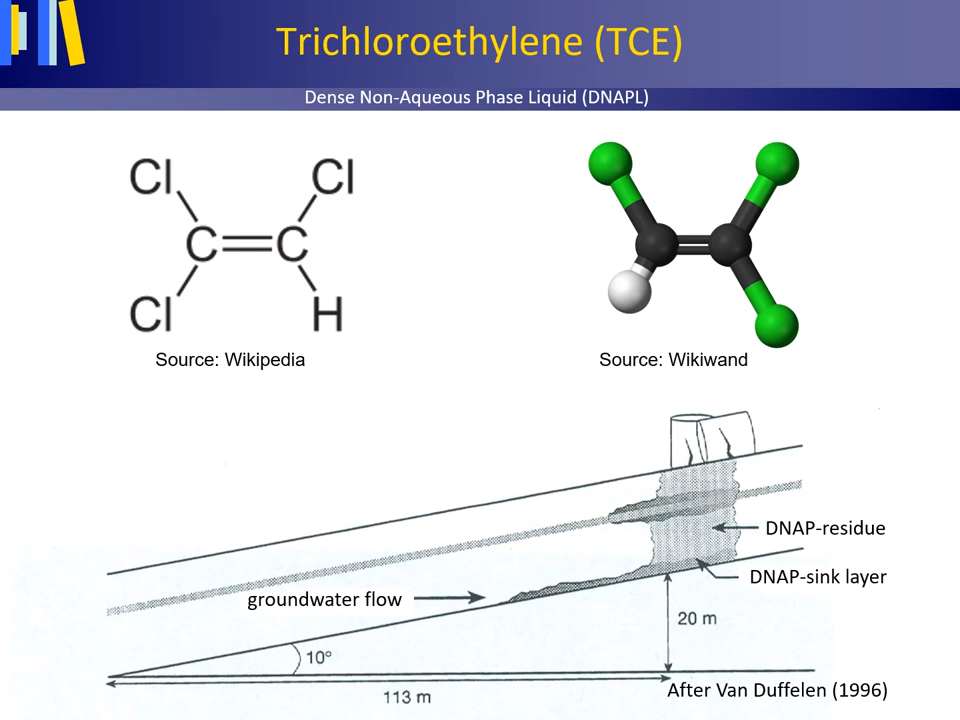 Trichloroethylene (TCE)
Dense Non-Aqueous Phase Liquid (DNAPL)
Cl Cl
C C
Cl H
Source: Wikipedia
Source: Wikiwand
DNAP-residue
DNAP-sink layer
groundwater flow
20 m
10°
113 m
After Van Duffelen (1996)